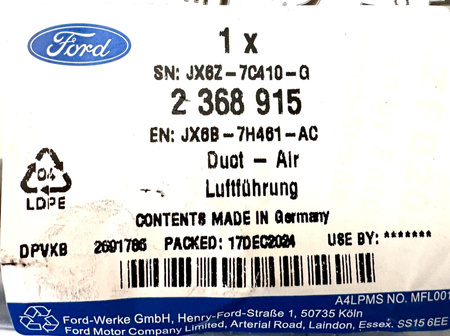 Ford
1 x
SN: JX6Z-7C410-G
2 368 915
EN: JX6B-7H461-AC
Duct - Air
Luftführung
04
LDPE
CONTENTS MADE IN Germany
DPVXB 2691786 PACKED: 17DEC2024 USE BY: *******
A4LPMS NO. MFL001
Ford-Werke GmbH, Henry-Ford-Straße 1, 50735 Köln
Ford Motor Company Limited, Arterial Road, Laindon, Essex. SS15 6EE